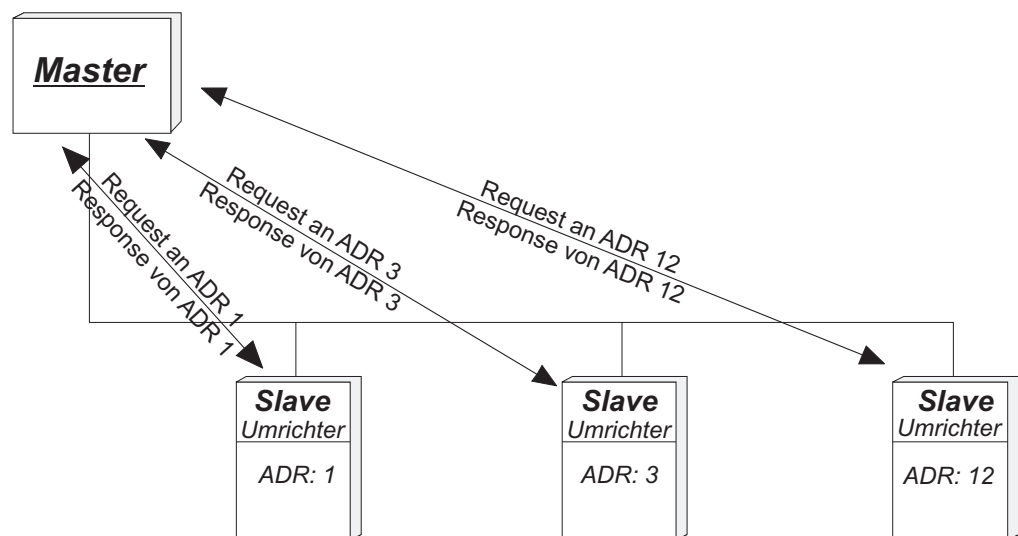 Master
Request an ADR 1
Response von ADR 1
Request an ADR 3
Response von ADR 3
Request an ADR 12
Response von ADR 12
Slave
Umrichter
ADR: 1
Slave
Umrichter
ADR: 3
Slave
Umrichter
ADR: 12